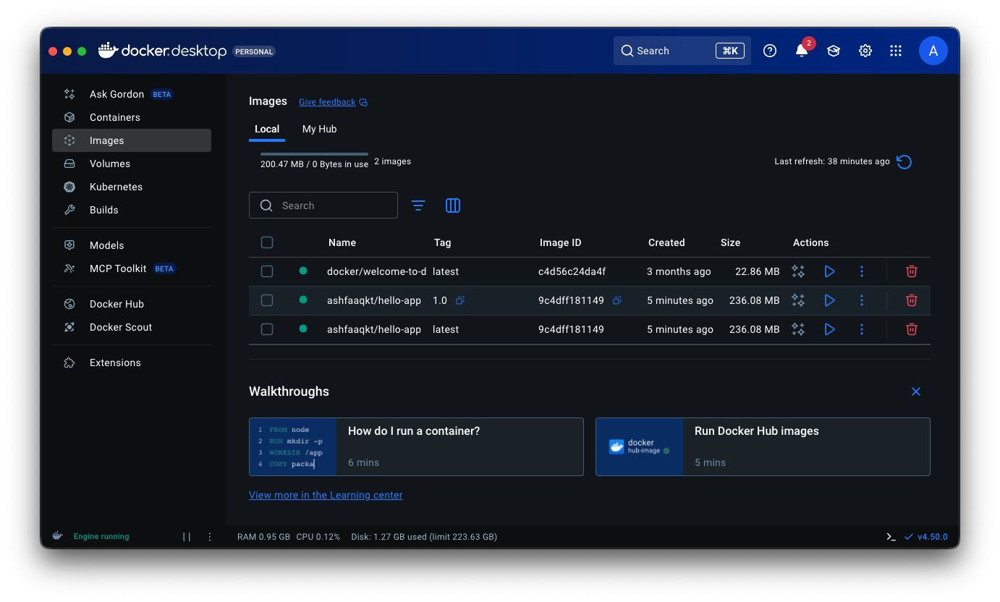 docker.desktop PERSONAL Search ⌘K 2 A
Ask Gordon BETA
Containers
Images
Volumes
Kubernetes
Builds
Models
MCP Toolkit BETA
Docker Hub
Docker Scout
Extensions
Images Give feedback
Local My Hub
200.47 MB / 0 Bytes in use 2 images Last refresh: 38 minutes ago
Search
Name Tag Image ID Created Size Actions
docker/welcome-to-d latest c4d56c24da4f 3 months ago 22.86 MB
ashfaaqkt/hello-app 1.0 9c4dff181149 5 minutes ago 236.08 MB
ashfaaqkt/hello-app latest 9c4dff181149 5 minutes ago 236.08 MB
Walkthroughs
1 FROM node
2 RUN mkdir -p
3 WORKDIR /app
4 COPY packa
How do I run a container?
6 mins
docker
hub-image
Run Docker Hub images
5 mins
View more in the Learning center
Engine running RAM 0.95 GB CPU 0.12% Disk: 1.27 GB used (limit 223.63 GB) v4.50.0